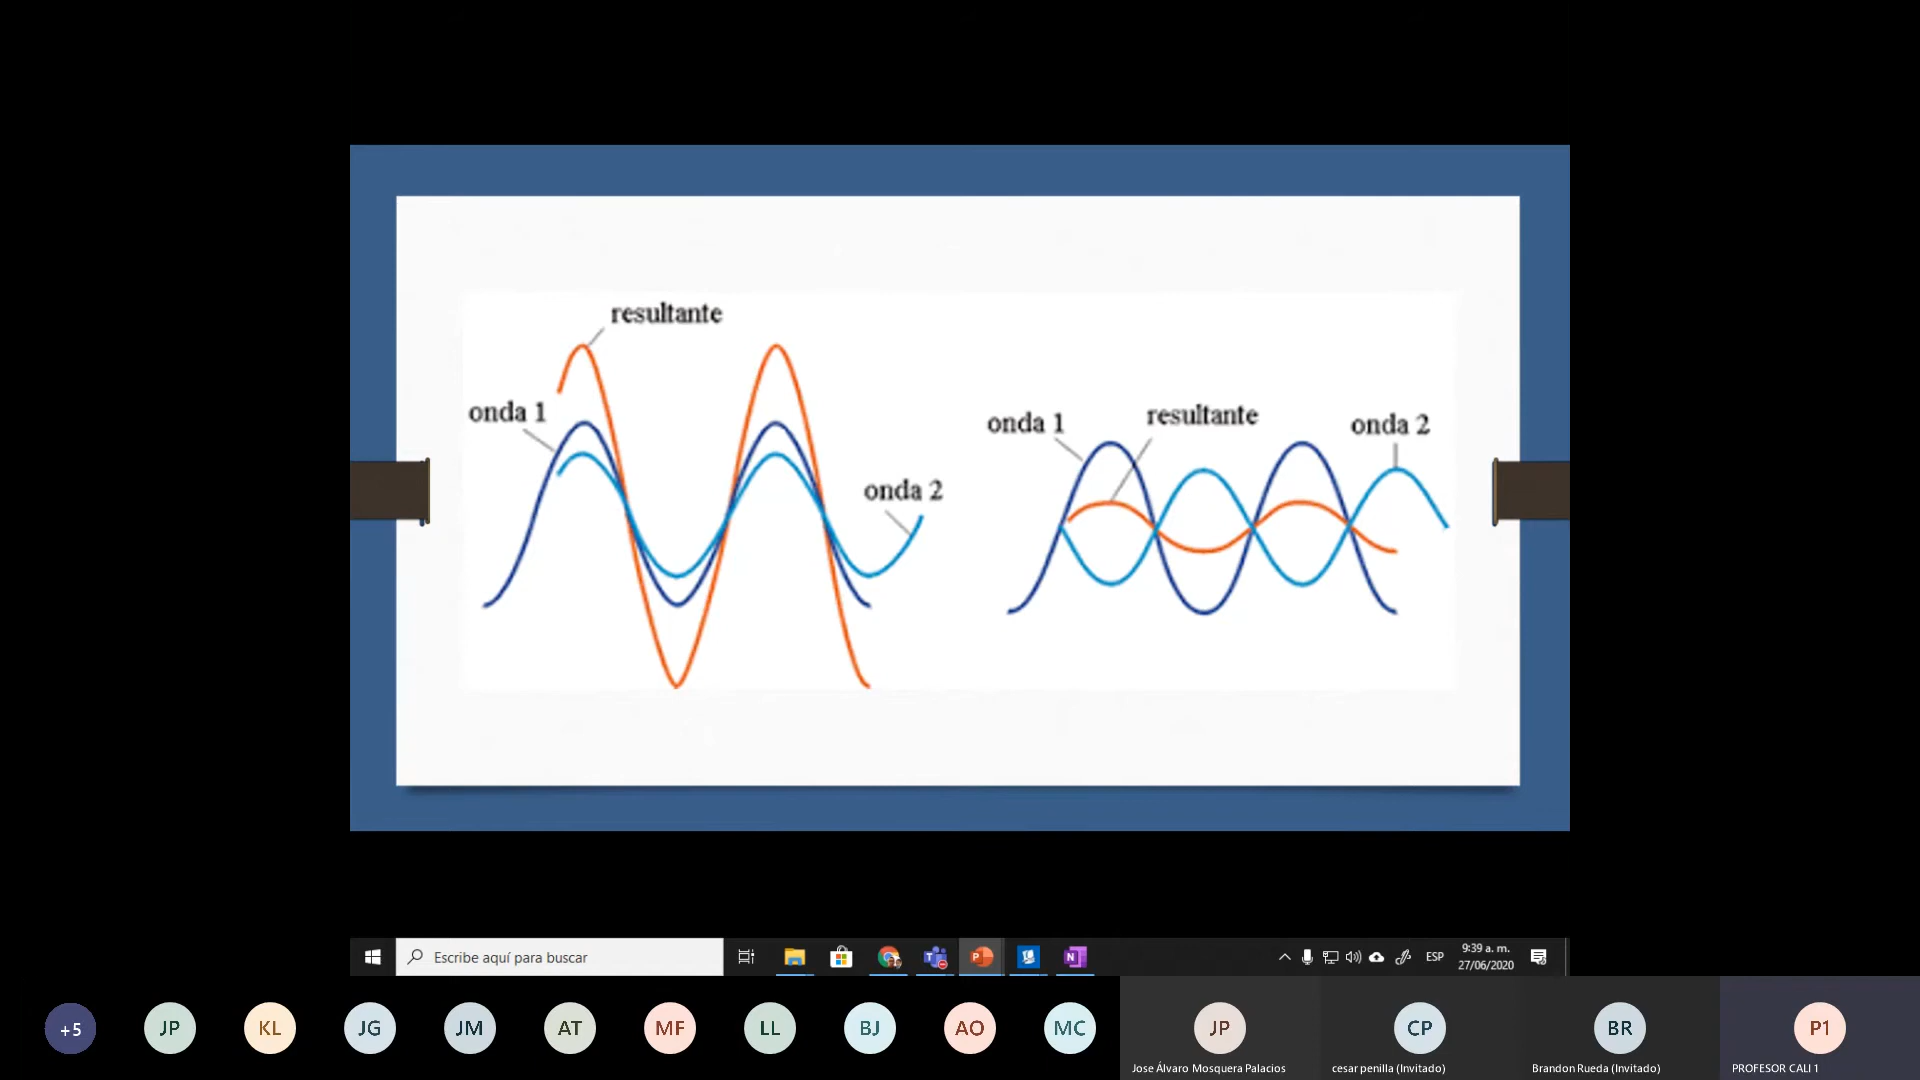 resultante
onda 1
onda 2
onda 1
resultante
onda 2
Escribe aquí para buscar
ESP
9:39 a. m.
27/06/2020
+5
JP
KL
JG
JM
AT
MF
LL
BJ
AO
MC
JP
CP
BR
P1
Jose Álvaro Mosquera Palacios
cesar penilla (Invitado)
Brandon Rueda (Invitado)
PROFESOR CALI 1